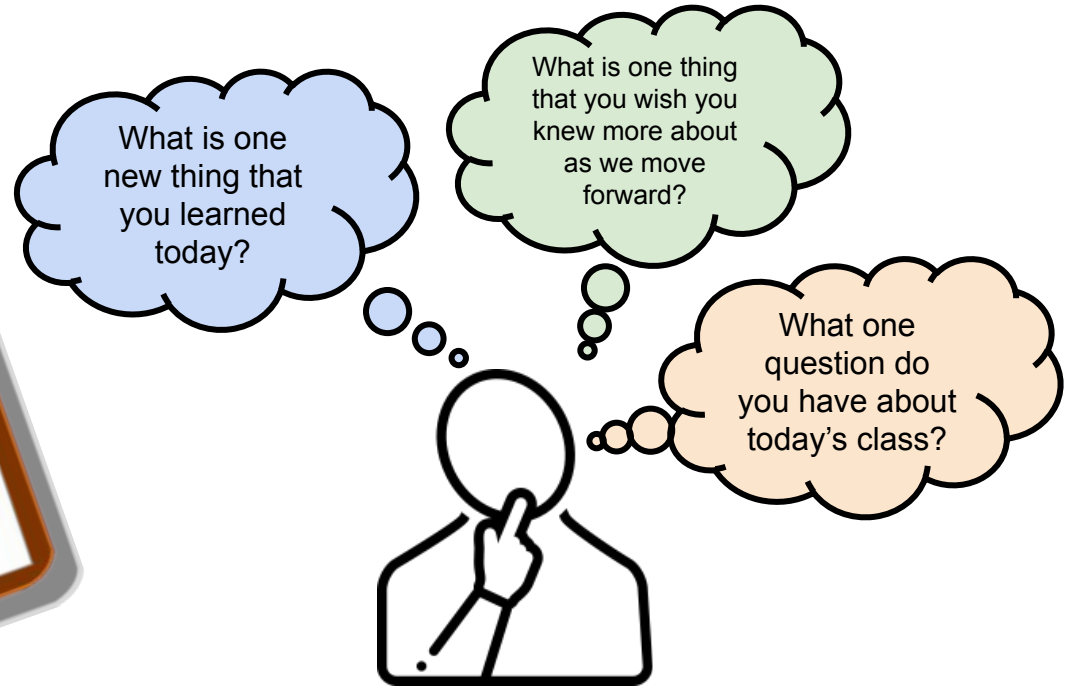 What is one
new thing that
you learned
today?
What is one thing
that you wish you
knew more about
as we move
forward?
What one
question do
you have about
today's class?